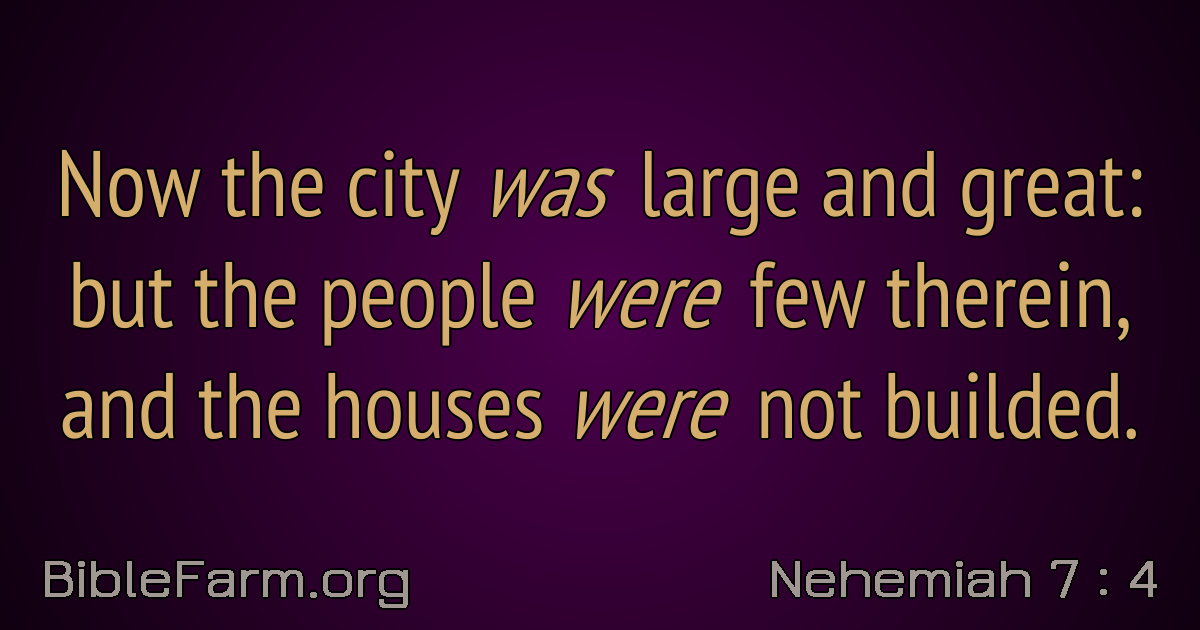 Now the city was large and great:
but the people were few therein,
and the houses were not builded.
BibleFarm.org
Nehemiah 7 : 4